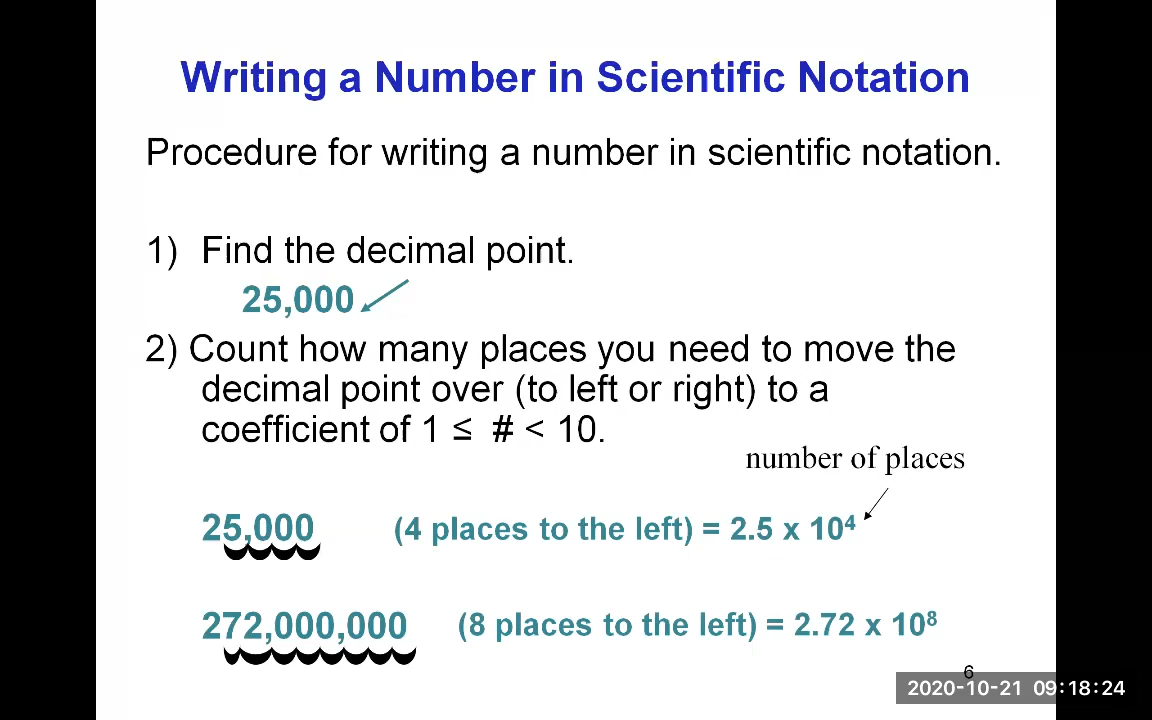 Writing a Number in Scientific Notation
Procedure for writing a number in scientific notation.
1) Find the decimal point.
25,000
2) Count how many places you need to move the
decimal point over (to left or right) to a
coefficient of 1 ≤ # < 10.
number of places
25,000 (4 places to the left) = 2.5 x 10⁴
272,000,000 (8 places to the left) = 2.72 x 10⁸
6
2020-10-21 09:18:24